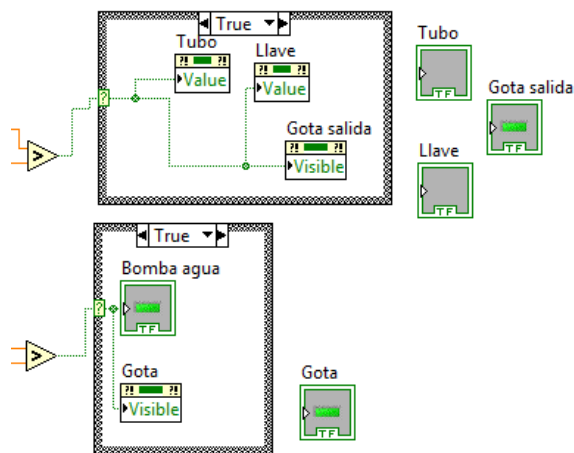 True
Tubo
Value
Llave
Value
Gota salida
Visible
?
>
Tubo
TF
Gota salida
TF
Llave
TF
True
Bomba agua
TF
?
>
Gota
Visible
Gota
TF